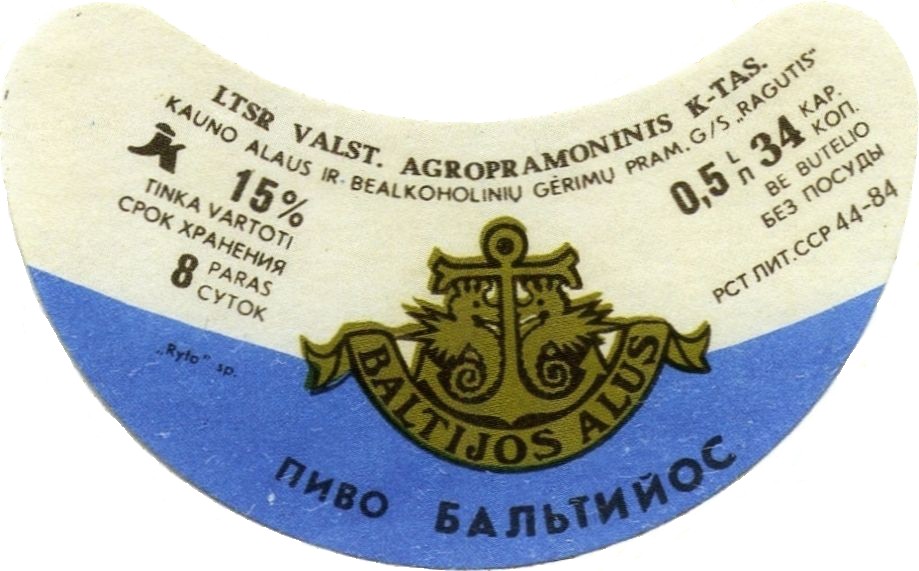 LTSR VALST. AGROPRAMONINIS K-TAS.
KAUNO ALAUS IR BEALKOHOLINIŲ GĖRIMŲ PRAM. G/S „RAGUTIS“
15%
TINKA VARTOTI
СРОК ХРАНЕНИЯ
8 PARAS
СУТОК
0,5 L 34 KAP.
Л КОП.
BE BUTELIO
БЕЗ ПОСУДЫ
РСТ ЛИТ.ССР 44-84
„Ryto“ sp.
BALTIJOS ALUS
ПИВО БАЛЬТИЙОС